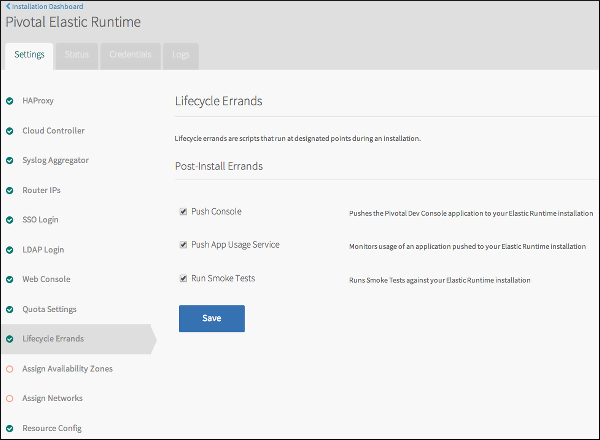 Installation Dashboard
Pivotal Elastic Runtime
Settings
Status
Credentials
Logs
HAProxy
Cloud Controller
Syslog Aggregator
Router IPs
SSO Login
LDAP Login
Web Console
Quota Settings
Lifecycle Errands
Assign Availability Zones
Assign Networks
Resource Config
Lifecycle Errands
Lifecycle errands are scripts that run at designated points during an installation.
Post-Install Errands
Push Console
Pushes the Pivotal Dev Console application to your Elastic Runtime installation
Push App Usage Service
Monitors usage of an application pushed to your Elastic Runtime installation
Run Smoke Tests
Runs Smoke Tests against your Elastic Runtime installation
Save